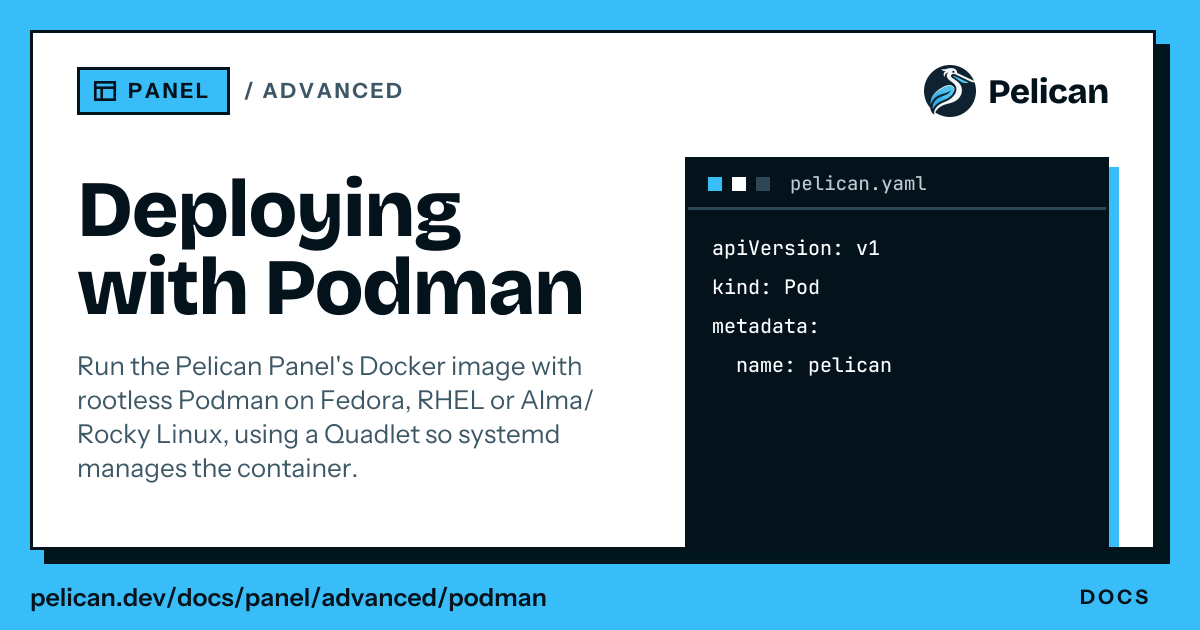 PANEL / ADVANCED
Pelican
Deploying
with Podman
Run the Pelican Panel's Docker image with
rootless Podman on Fedora, RHEL or Alma/
Rocky Linux, using a Quadlet so systemd
manages the container.
pelican.yaml
apiVersion: v1
kind: Pod
metadata:
  name: pelican
pelican.dev/docs/panel/advanced/podman
DOCS